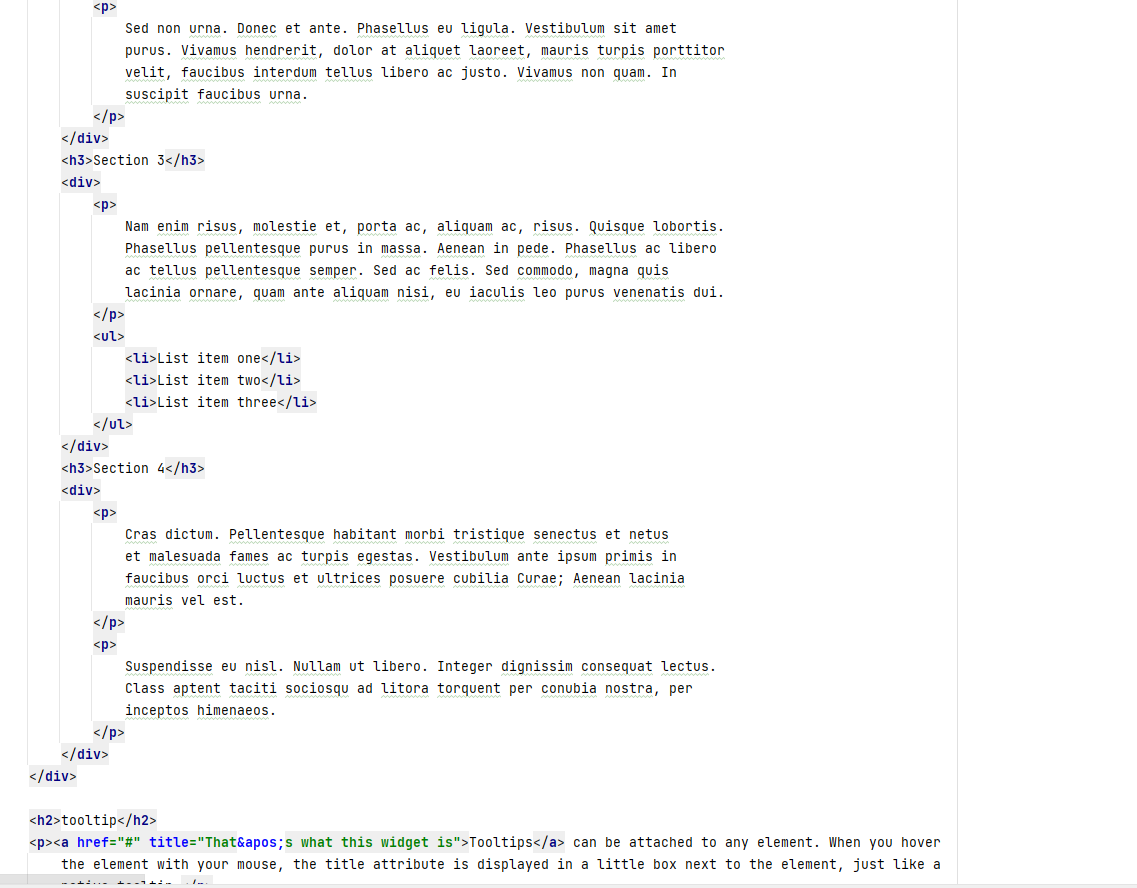 <p>
Sed non urna. Donec et ante. Phasellus eu ligula. Vestibulum sit amet
purus. Vivamus hendrerit, dolor at aliquet laoreet, mauris turpis porttitor
velit, faucibus interdum tellus libero ac justo. Vivamus non quam. In
suscipit faucibus urna.
</p>
</div>
<h3>Section 3</h3>
<div>
<p>
Nam enim risus, molestie et, porta ac, aliquam ac, risus. Quisque lobortis.
Phasellus pellentesque purus in massa. Aenean in pede. Phasellus ac libero
ac tellus pellentesque semper. Sed ac felis. Sed commodo, magna quis
lacinia ornare, quam ante aliquam nisi, eu iaculis leo purus venenatis dui.
</p>
<ul>
<li>List item one</li>
<li>List item two</li>
<li>List item three</li>
</ul>
</div>
<h3>Section 4</h3>
<div>
<p>
Cras dictum. Pellentesque habitant morbi tristique senectus et netus
et malesuada fames ac turpis egestas. Vestibulum ante ipsum primis in
faucibus orci luctus et ultrices posuere cubilia Curae; Aenean lacinia
mauris vel est.
</p>
<p>
Suspendisse eu nisl. Nullam ut libero. Integer dignissim consequat lectus.
Class aptent taciti sociosqu ad litora torquent per conubia nostra, per
inceptos himenaeos.
</p>
</div>
</div>
<h2>tooltip</h2>
<p><a href="#" title="That&apos;s what this widget is">Tooltips</a> can be attached to any element. When you hover
the element with your mouse, the title attribute is displayed in a little box next to the element, just like a